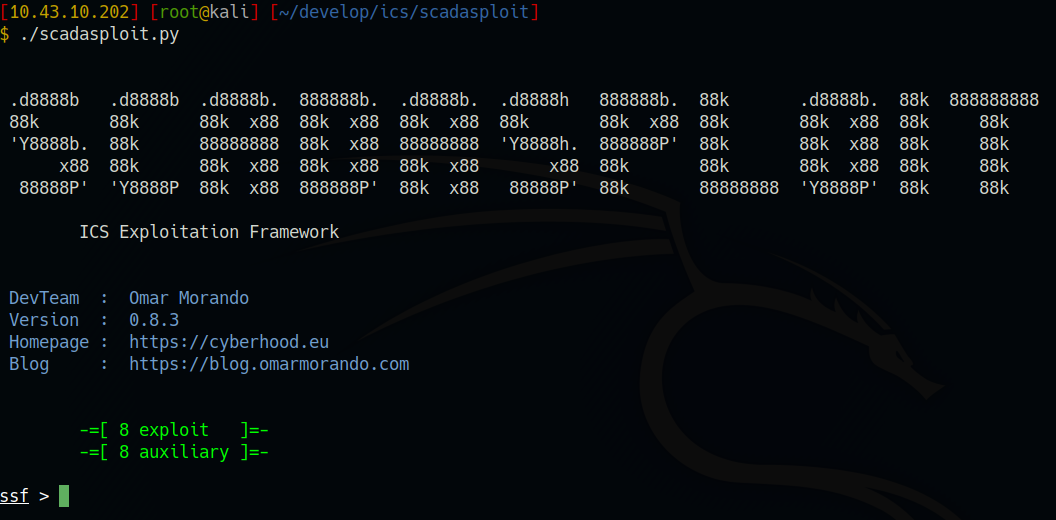 [10.43.10.202] [root@kali] [~/develop/ics/scadasploit]
$ ./scadasploit.py
.d8888b   .d8888b  .d8888b.  888888b.  .d8888b.  .d8888h   888888b.  88k       .d8888b.  88k  888888888
88k       88k      88k  x88  88k  x88  88k  x88  88k       88k  x88  88k       88k  x88  88k     88k
'Y8888b.  88k      88888888  88k  x88  88888888  'Y8888h.  888888P'  88k       88k  x88  88k     88k
     x88  88k      88k  x88  88k  x88  88k  x88       x88  88k       88k       88k  x88  88k     88k
 88888P'  'Y8888P  88k  x88  888888P'  88k  x88   88888P'  88k       88888888  'Y8888P'  88k     88k
ICS Exploitation Framework
DevTeam  :  Omar Morando
Version  :  0.8.3
Homepage :  https://cyberhood.eu
Blog     :  https://blog.omarmorando.com
-=[ 8 exploit   ]=-
-=[ 8 auxiliary ]=-
ssf >